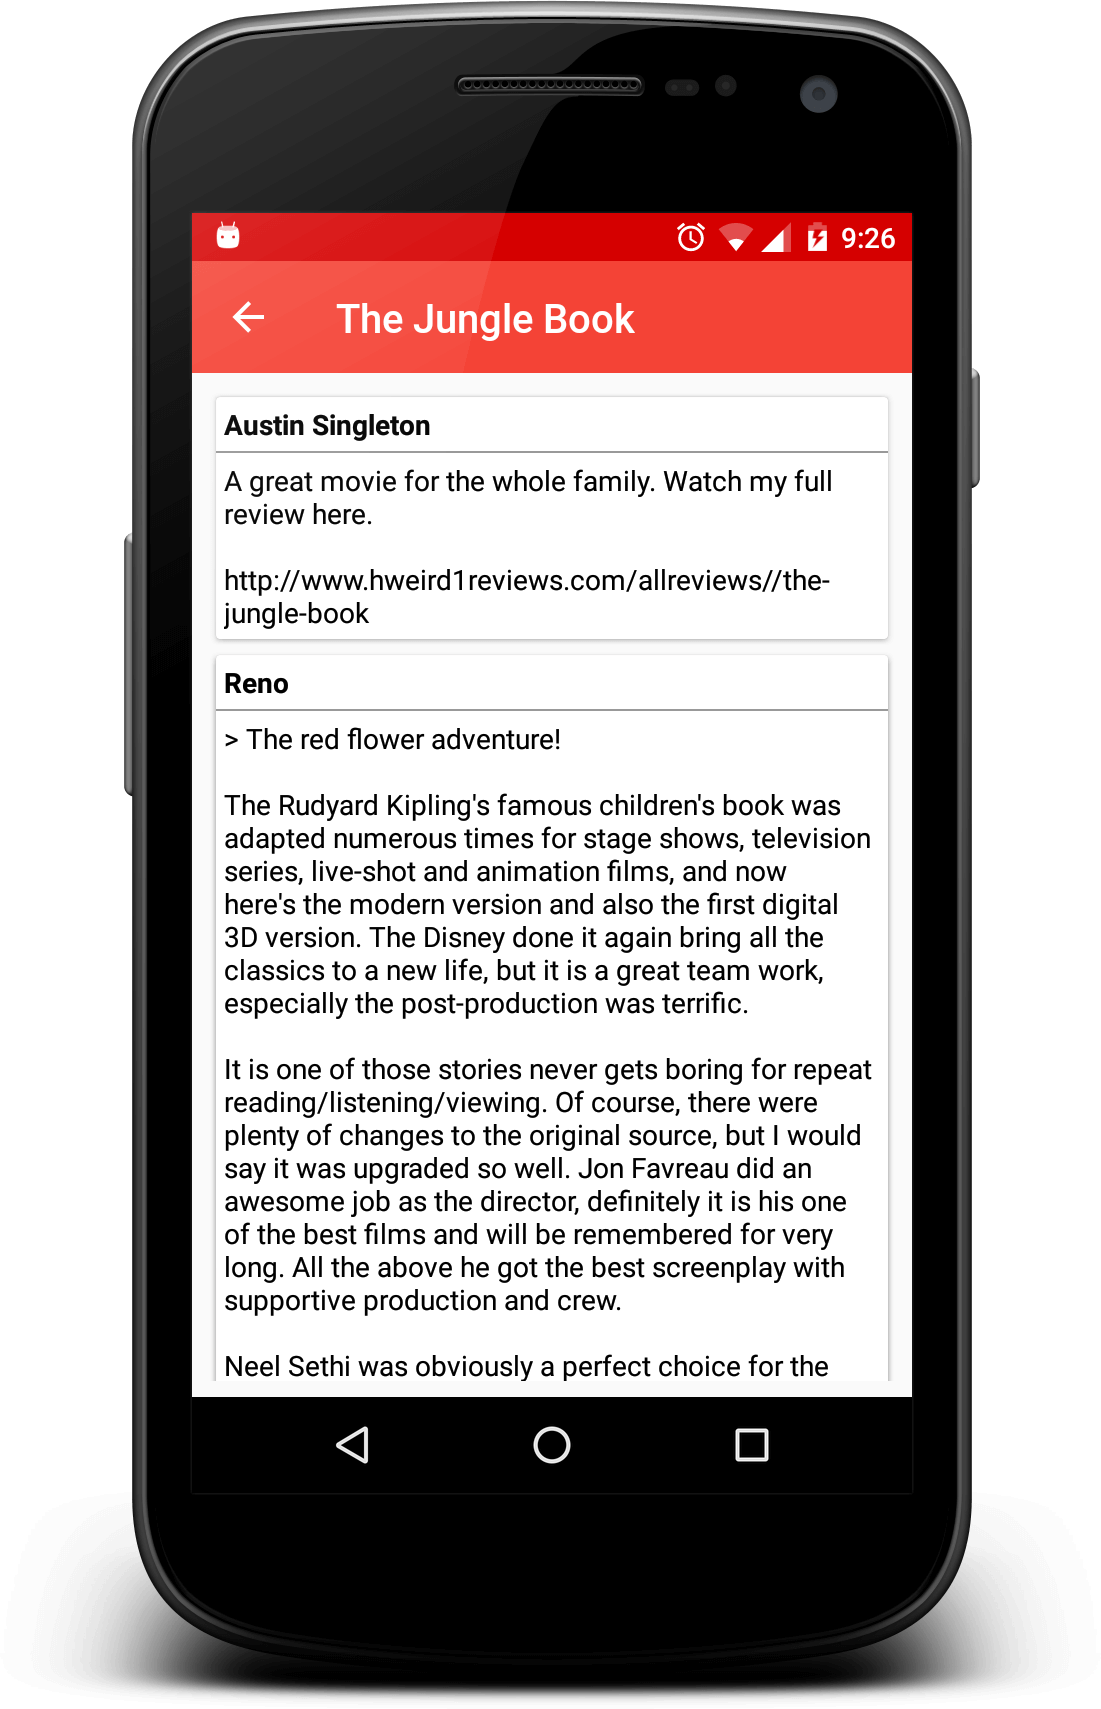 9:26
The Jungle Book
Austin Singleton
A great movie for the whole family. Watch my full
review here.
http://www.hweird1reviews.com/allreviews//the-
jungle-book
Reno
> The red flower adventure!
The Rudyard Kipling's famous children's book was
adapted numerous times for stage shows, television
series, live-shot and animation films, and now
here's the modern version and also the first digital
3D version. The Disney done it again bring all the
classics to a new life, but it is a great team work,
especially the post-production was terrific.
It is one of those stories never gets boring for repeat
reading/listening/viewing. Of course, there were
plenty of changes to the original source, but I would
say it was upgraded so well. Jon Favreau did an
awesome job as the director, definitely it is his one
of the best films and will be remembered for very
long. All the above he got the best screenplay with
supportive production and crew.
Neel Sethi was obviously a perfect choice for the